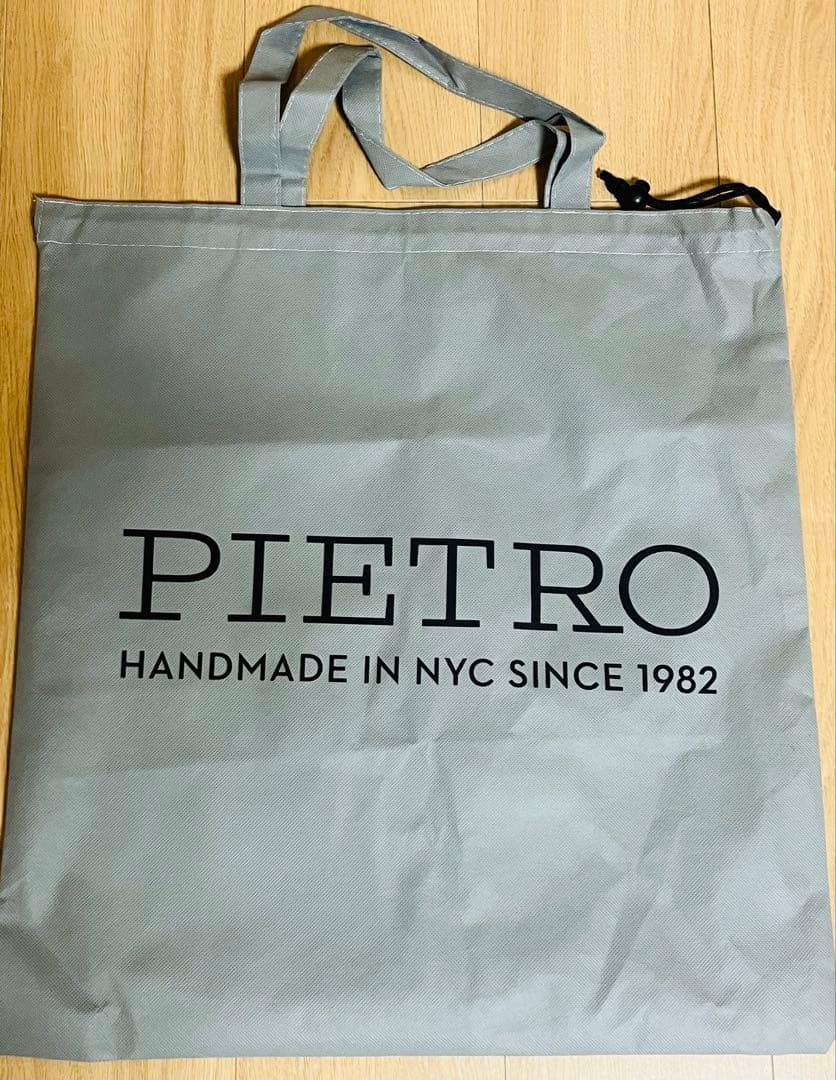 PIETRO
HANDMADE IN NYC SINCE 1982